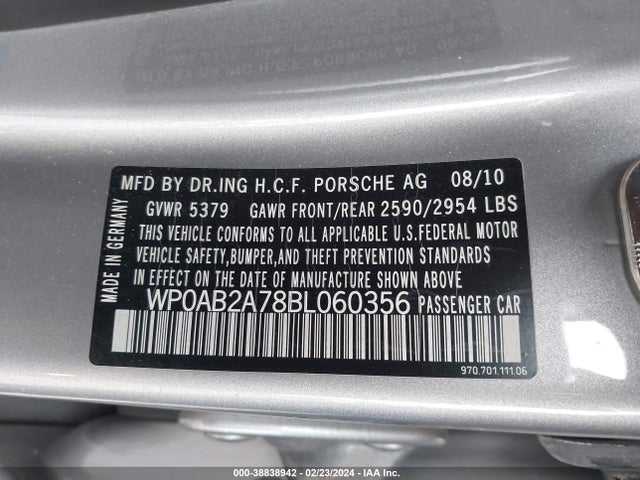 MFD BY DR.ING H.C.F. PORSCHE AG 08/10
GVWR 5379 GAWR FRONT/REAR 2590/2954 LBS
THIS VEHICLE CONFORMS TO ALL APPLICABLE U.S.FEDERAL MOTOR
VEHICLE SAFETY,BUMPER,AND THEFT PREVENTION STANDARDS
IN EFFECT ON THE DATE OF MANUFACTURE SHOWN ABOVE
WP0AB2A78BL060356 PASSENGER CAR
MADE IN GERMANY
970.701.111.06
000-38838942 - 02/23/2024 - IAAI.COM